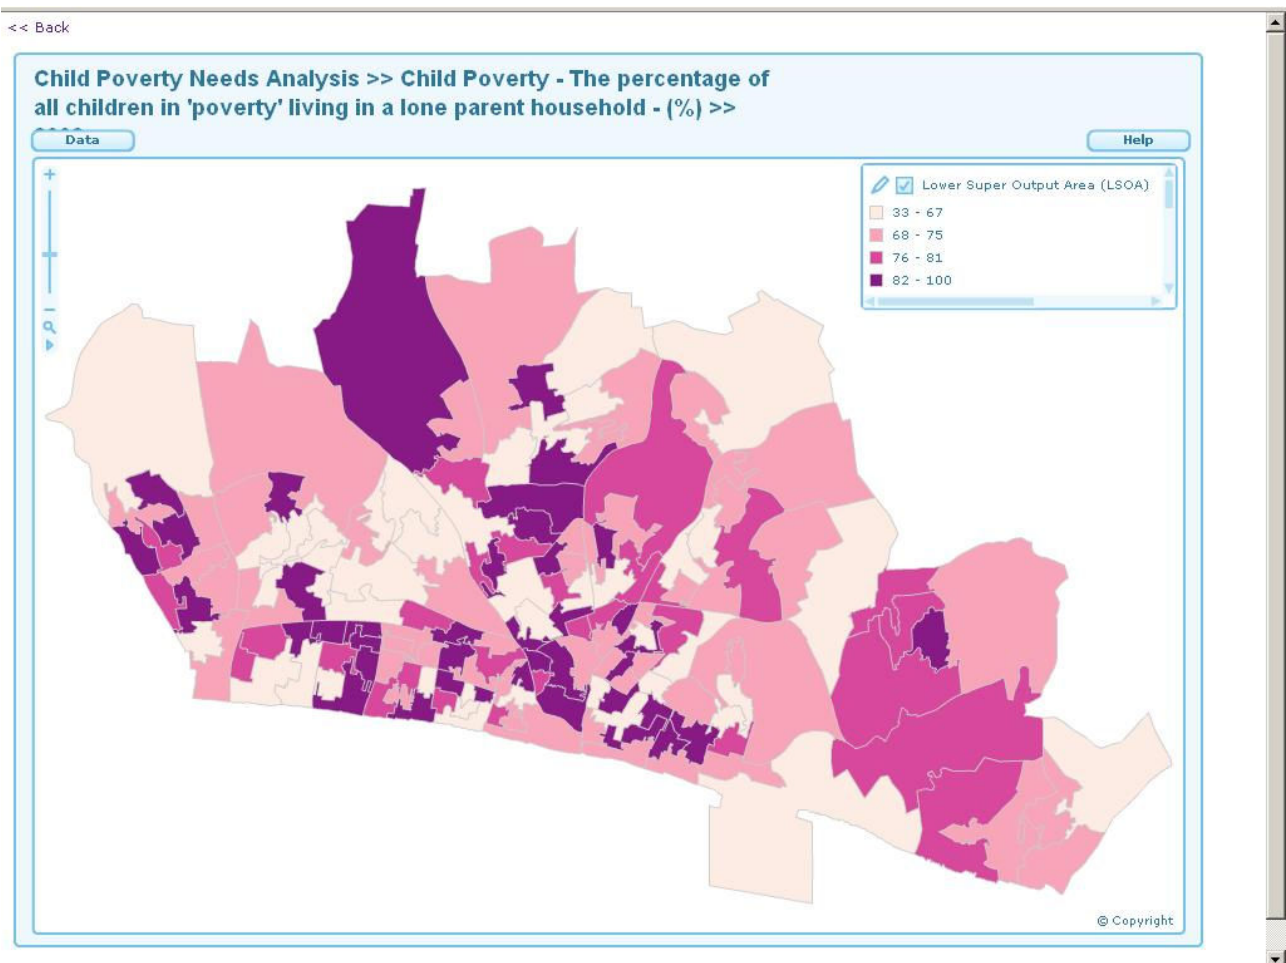 << Back
Child Poverty Needs Analysis >> Child Poverty - The percentage of
all children in 'poverty' living in a lone parent household - (%) >>
Data
Help
Lower Super Output Area (LSOA)
33 - 67
68 - 75
76 - 81
82 - 100
© Copyright